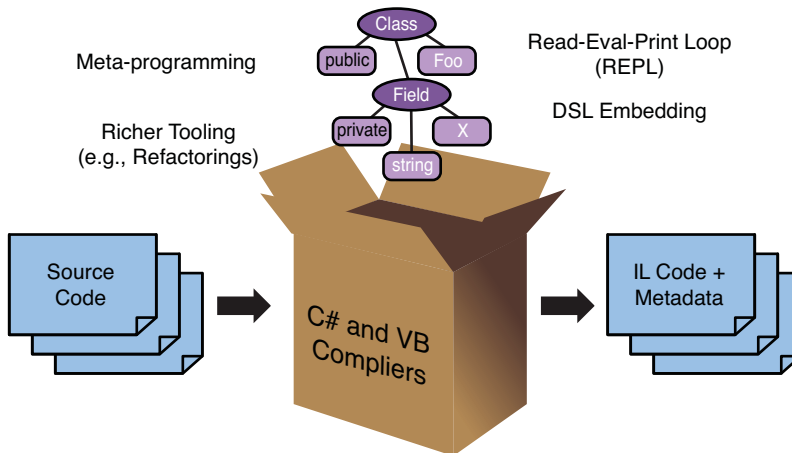 Class
public
Foo
Field
private
X
string
Meta-programming
Richer Tooling
(e.g., Refactorings)
Read-Eval-Print Loop
(REPL)
DSL Embedding
Source
Code
C# and VB
Compliers
IL Code +
Metadata